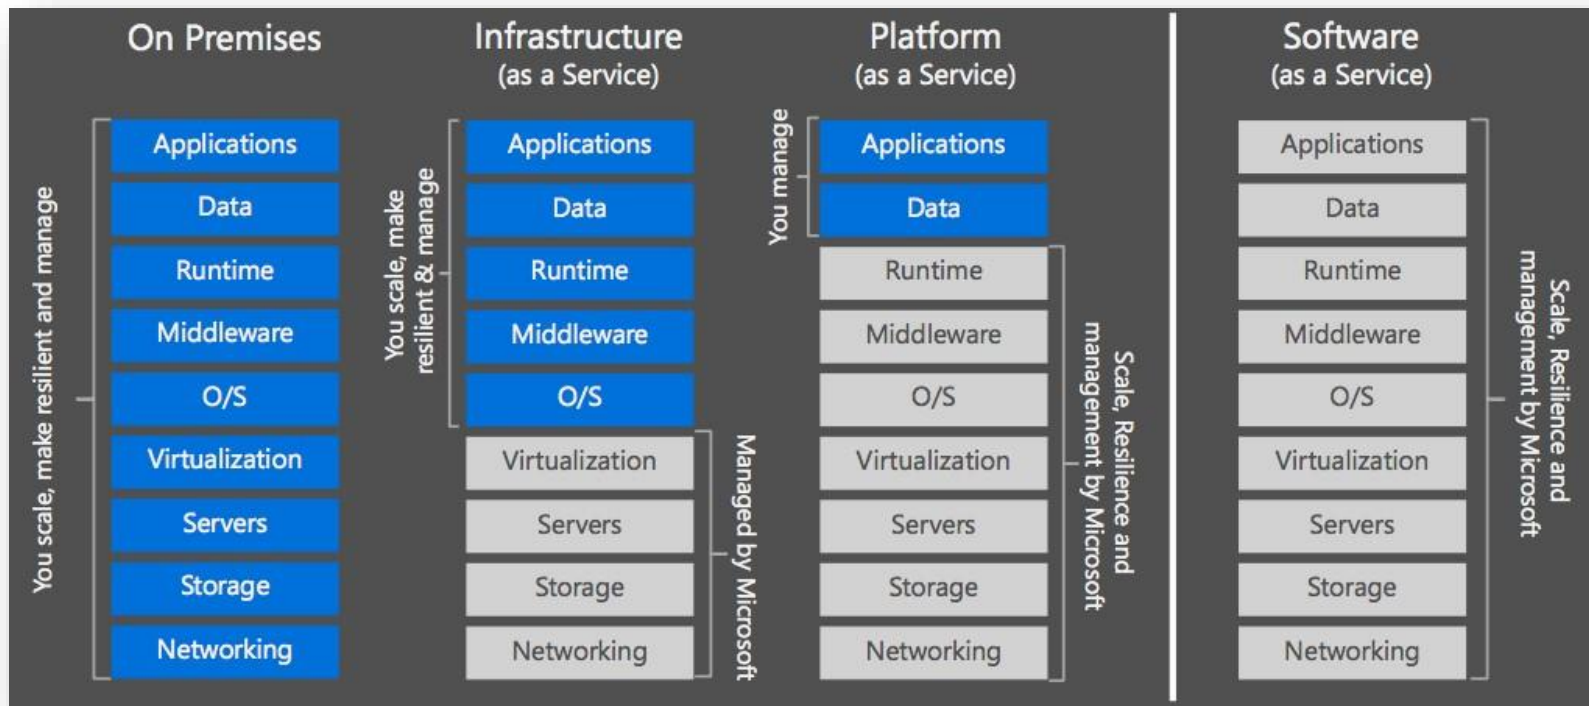 On Premises
You scale, make resilient and manage
Applications
Data
Runtime
Middleware
O/S
Virtualization
Servers
Storage
Networking
Infrastructure
(as a Service)
You scale, make
resilient & manage
Applications
Data
Runtime
Middleware
O/S
Virtualization
Servers
Storage
Networking
Managed by Microsoft
Platform
(as a Service)
You manage
Applications
Data
Runtime
Middleware
O/S
Virtualization
Servers
Storage
Networking
Scale, Resilience and
management by Microsoft
Software
(as a Service)
Applications
Data
Runtime
Middleware
O/S
Virtualization
Servers
Storage
Networking
Scale, Resilience and
management by Microsoft